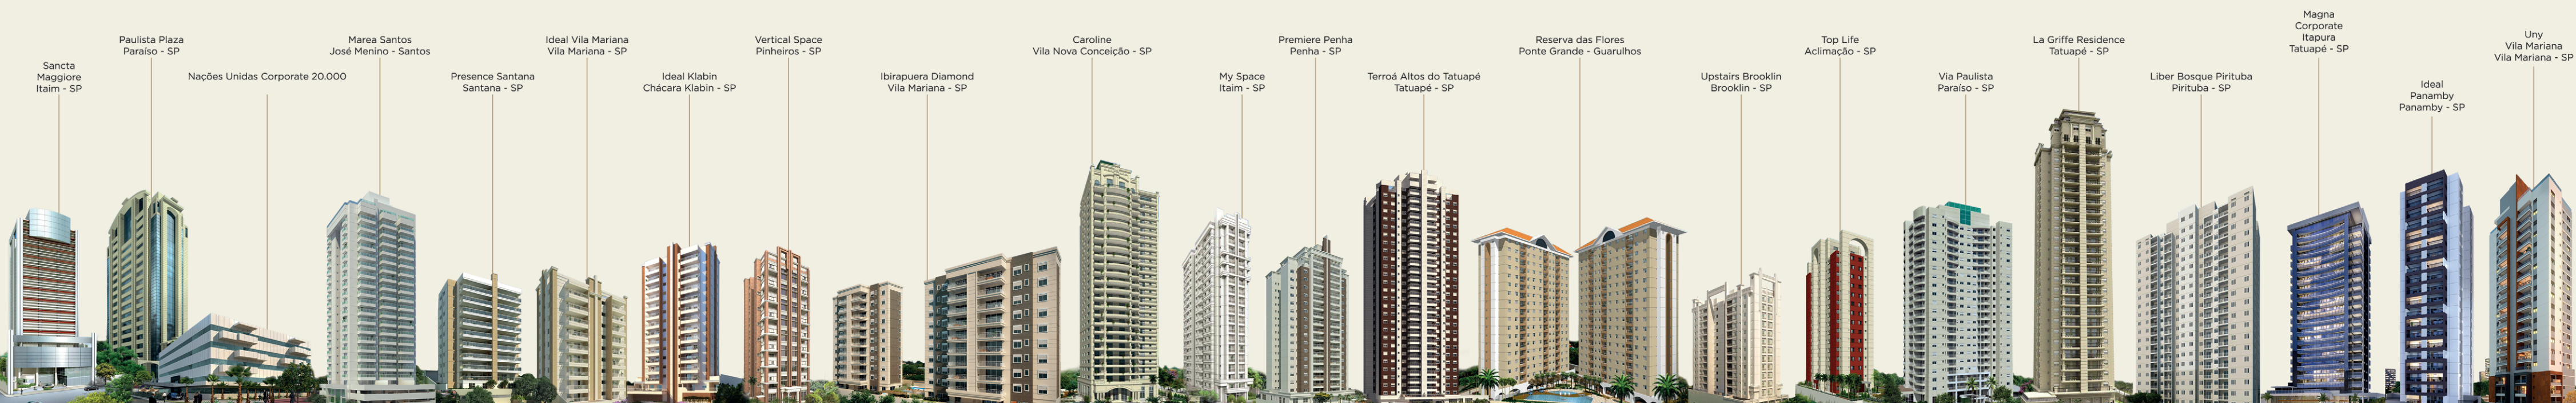 Sancta
Maggiore
Itaim - SP
Paulista Plaza
Paraíso - SP
Nações Unidas Corporate 20.000
Marea Santos
José Menino - Santos
Presence Santana
Santana - SP
Ideal Vila Mariana
Vila Mariana - SP
Ideal Klabin
Chácara Klabin - SP
Vertical Space
Pinheiros - SP
Ibirapuera Diamond
Vila Mariana - SP
Caroline
Vila Nova Conceição - SP
My Space
Itaim - SP
Premiere Penha
Penha - SP
Terroá Altos do Tatuapé
Tatuapé - SP
Reserva das Flores
Ponte Grande - Guarulhos
Upstairs Brooklin
Brooklin - SP
Top Life
Aclimação - SP
Via Paulista
Paraíso - SP
La Griffe Residence
Tatuapé - SP
Liber Bosque Pirituba
Pirituba - SP
Magna
Corporate
Itapura
Tatuapé - SP
Ideal
Panamby
Panamby - SP
Uny
Vila Mariana
Vila Mariana - SP